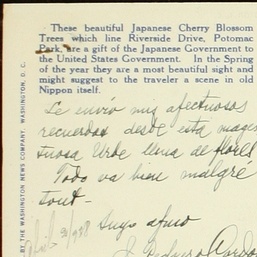 These beautiful Japanese Cherry Blossom
Trees which line Riverside Drive, Potomac
Park, are a gift of the Japanese Government to
the United States Government. In the Spring
of the year they are a most beautiful sight and
might suggest to the traveler a scene in old
Nippon itself.
Le envio mis afectuosos
recuerdos desde esta mages
tuosa Urbe llena de flores
Todo va bien malgré
tout—
Suyo afmo
BY THE WASHINGTON NEWS COMPANY, WASHINGTON, D. C.